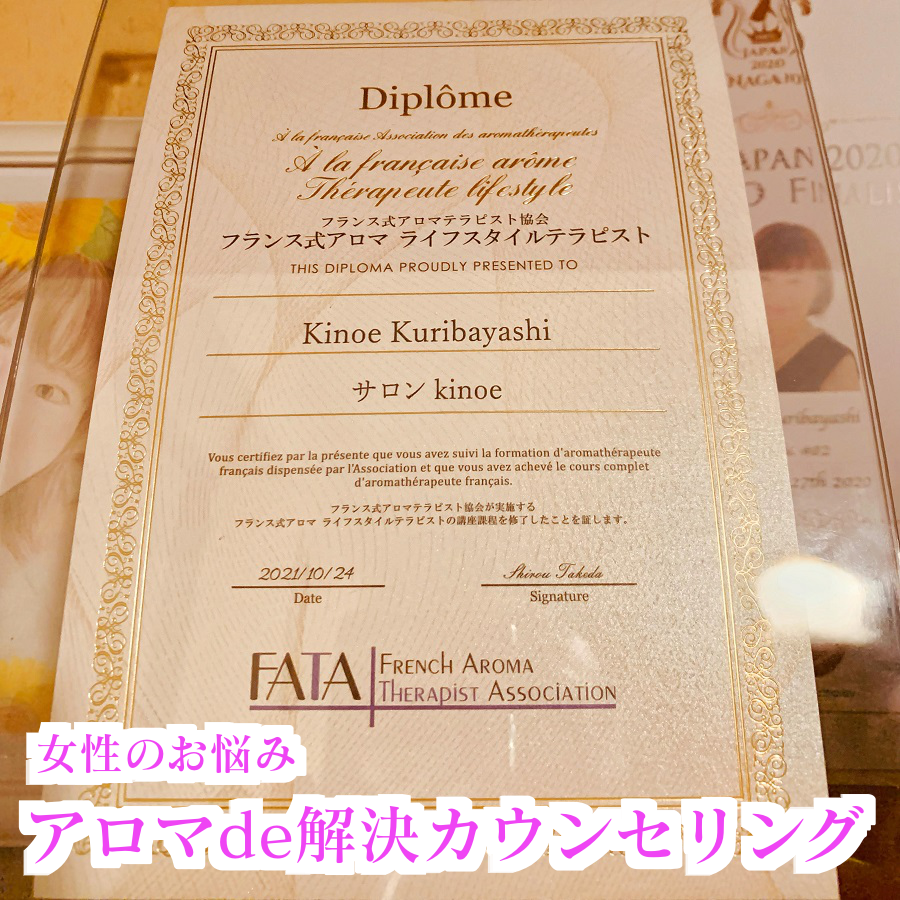 Diplôme
À la française Association des aromathérapeutes
À la française arôme
Thérapeute lifestyle
フランス式アロマテラピスト協会
フランス式アロマ ライフスタイルテラピスト
THIS DIPLOMA PROUDLY PRESENTED TO
Kinoe Kuribayashi
サロン kinoe
Vous certifiez par la présente que vous avez suivi la formation d'aromathérapeute
français dispensée par l'Association et que vous avez achevé le cours complet
d'aromathérapeute français.
フランス式アロマテラピスト協会が実施する
フランス式アロマ ライフスタイルテラピストの講座課程を修了したことを証します。
2021/10/24
Date
Shirou Takeda
Signature
FATA
FRENCH AROMA
THERAPIST ASSOCIATION
JAPAN
2020
NAGA
APAN 2020
FINALI
uribayashi
#82
27th 2020
女性のお悩み
アロマde解決カウンセリング